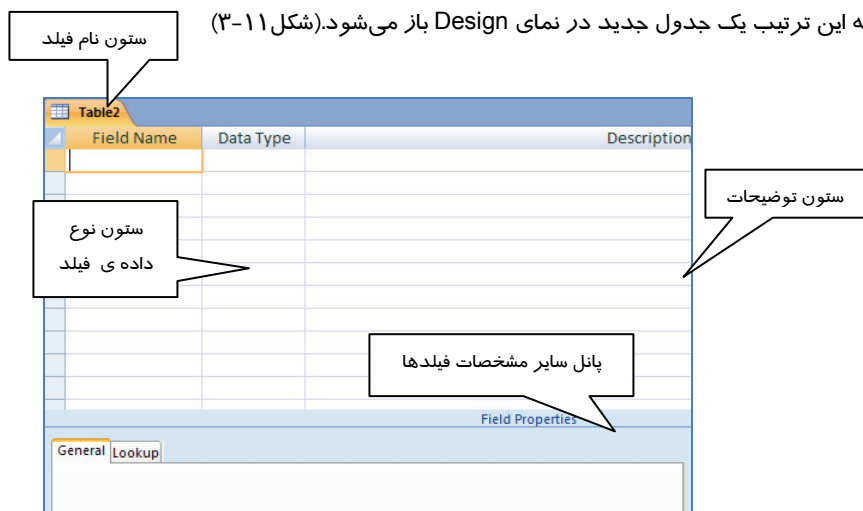 ه این ترتیب یک جدول جدید در نمای Design باز می‌شود.(شکل۱۱-۳)
ستون نام فیلد
Table2
Field Name Data Type Description
ستون توضیحات
ستون نوع
داده ی فیلد
پانل سایر مشخصات فیلدها
Field Properties
General Lookup